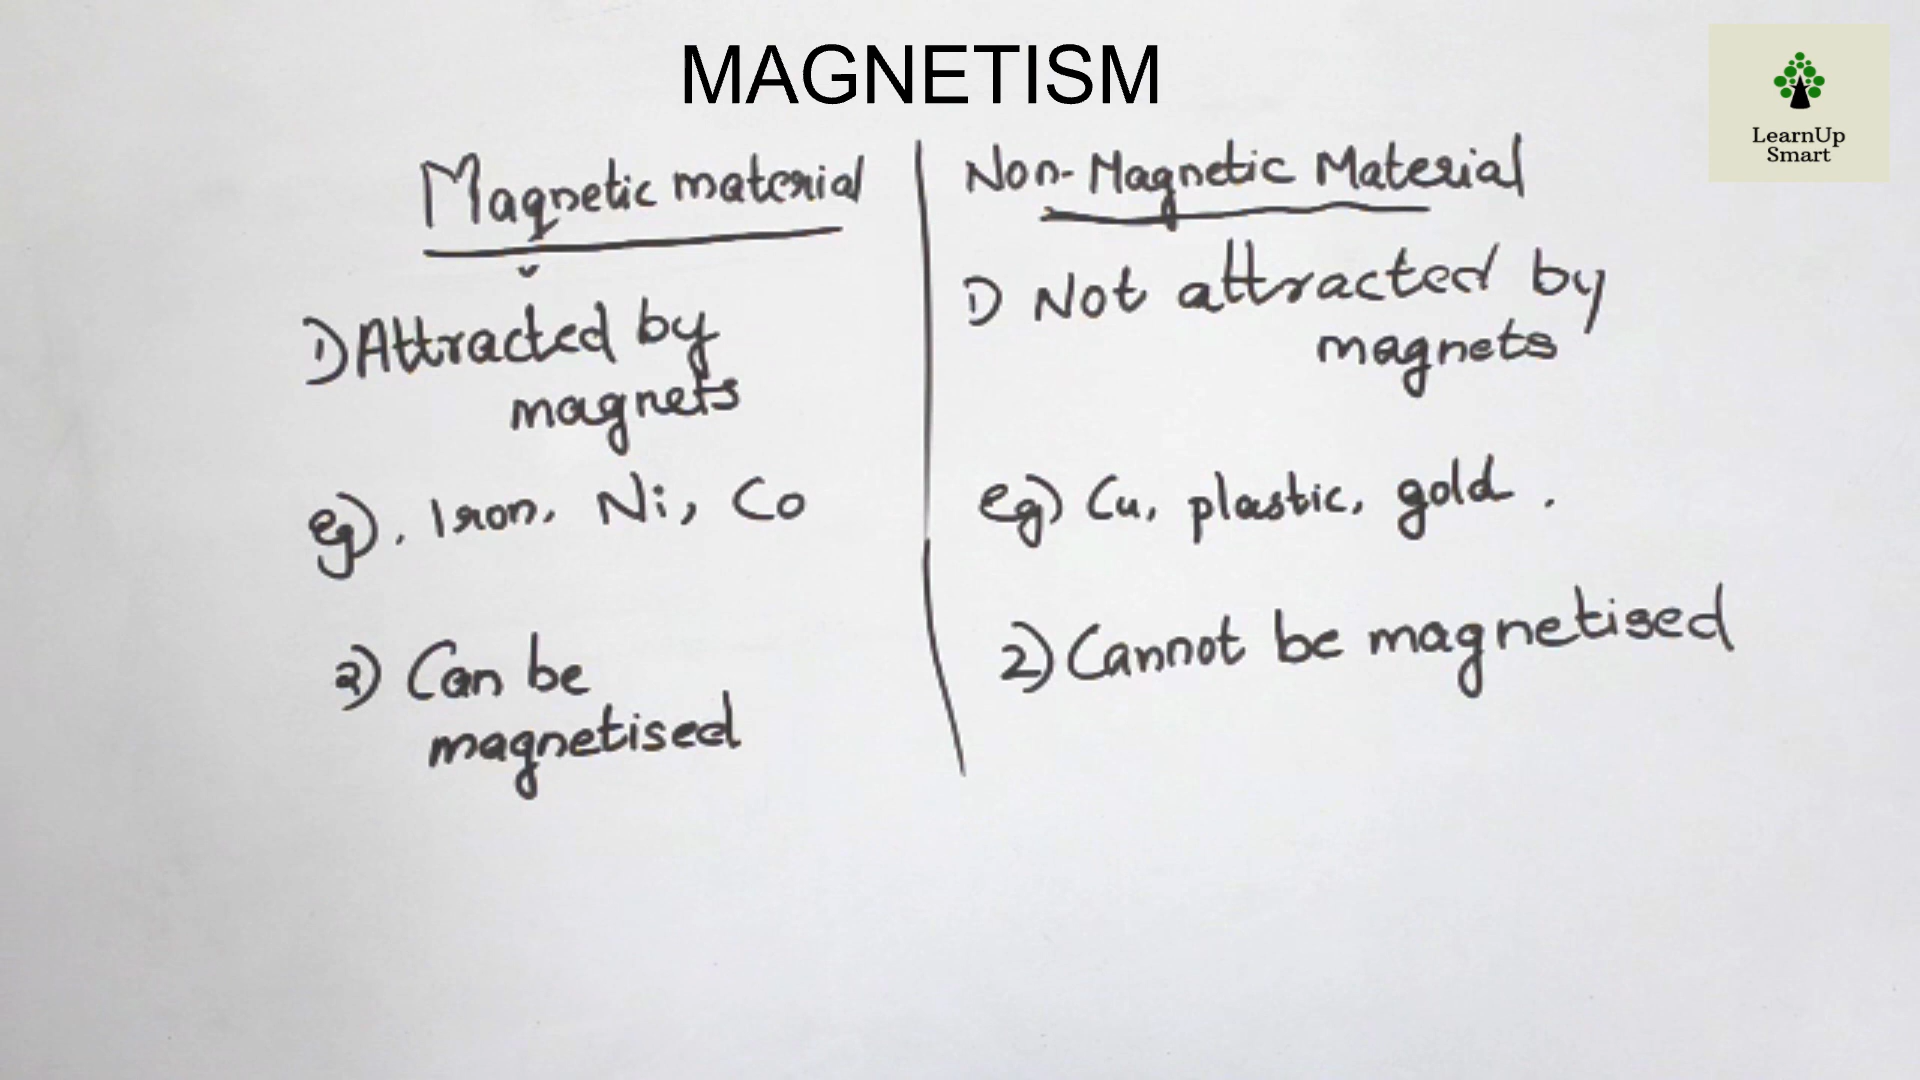 MAGNETISM
LearnUp
Smart
Magnetic material
1) Attracted by
magnets
eg). Iron, Ni, Co
2) Can be
magnetised
Non-Magnetic Material
1) Not attracted by
magnets
eg) Cu, plastic, gold.
2) Cannot be magnetised